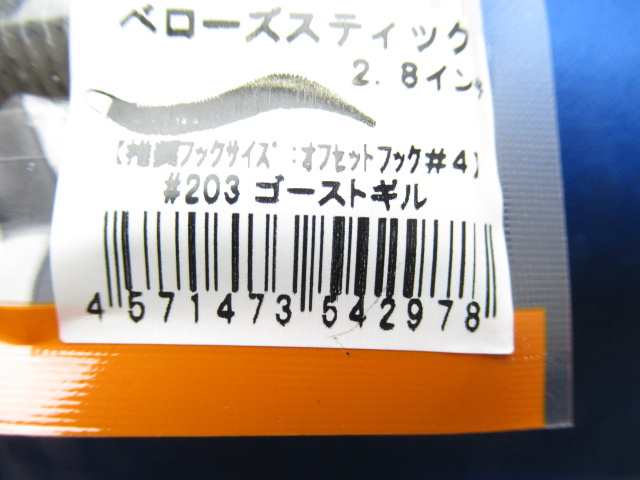 ベローズスティック
2.8インチ
【推奨フックサイズ:オフセットフック#4】
#203 ゴーストギル
4 571473 542978